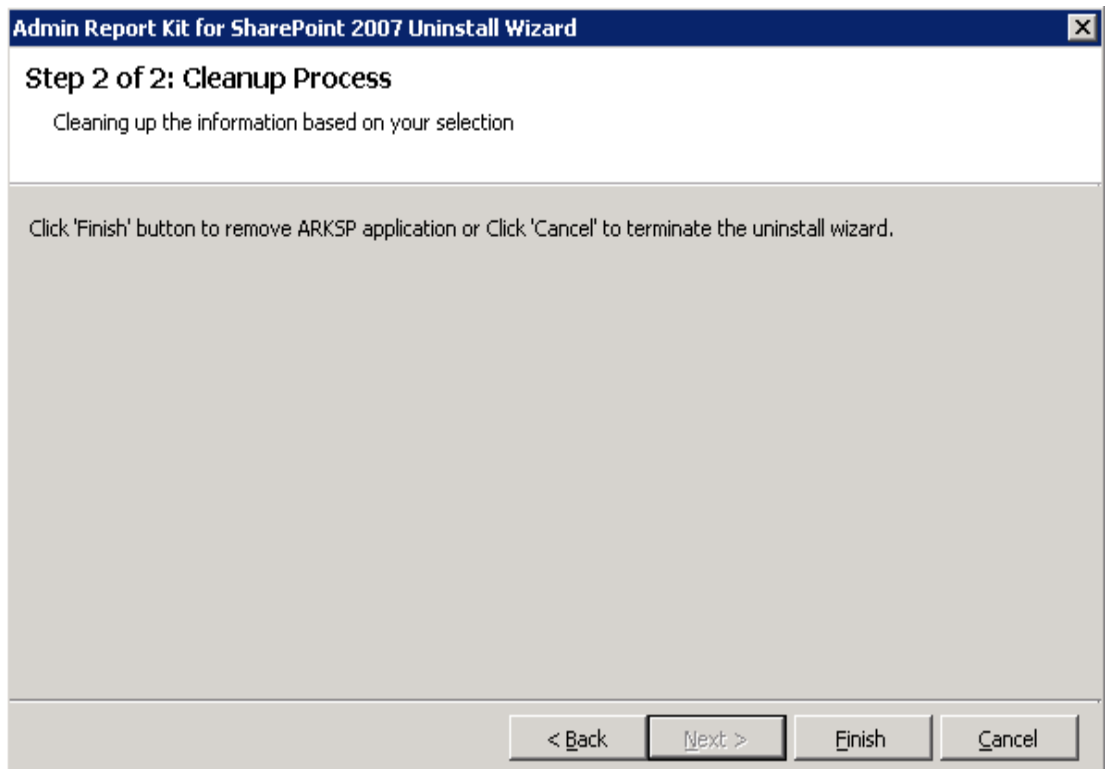 Admin Report Kit for SharePoint 2007 Uninstall Wizard
Step 2 of 2: Cleanup Process
Cleaning up the information based on your selection
Click 'Finish' button to remove ARKSP application or Click 'Cancel' to terminate the uninstall wizard.
< Back Next > Finish Cancel